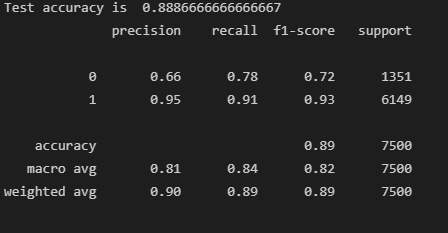 Test accuracy is  0.8886666666666667
              precision    recall  f1-score   support

           0       0.66      0.78      0.72      1351
           1       0.95      0.91      0.93      6149

    accuracy                           0.89      7500
   macro avg       0.81      0.84      0.82      7500
weighted avg       0.90      0.89      0.89      7500